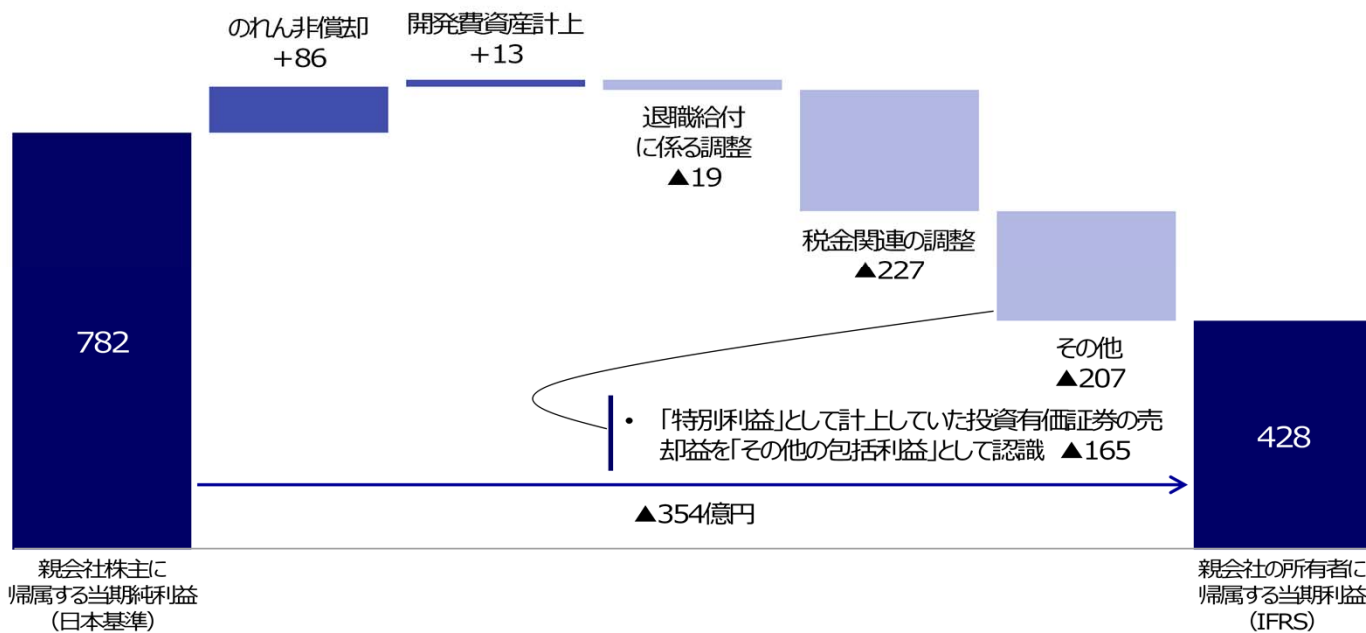 のれん非償却
+86
開発費資産計上
+13
退職給付
に係る調整
▲19
税金関連の調整
▲227
その他
▲207
782
• 「特別利益」として計上していた投資有価証券の売
却益を「その他の包括利益」として認識 ▲165
428
▲354億円
親会社株主に
帰属する当期純利益
(日本基準)
親会社の所有者に
帰属する当期利益
(IFRS)